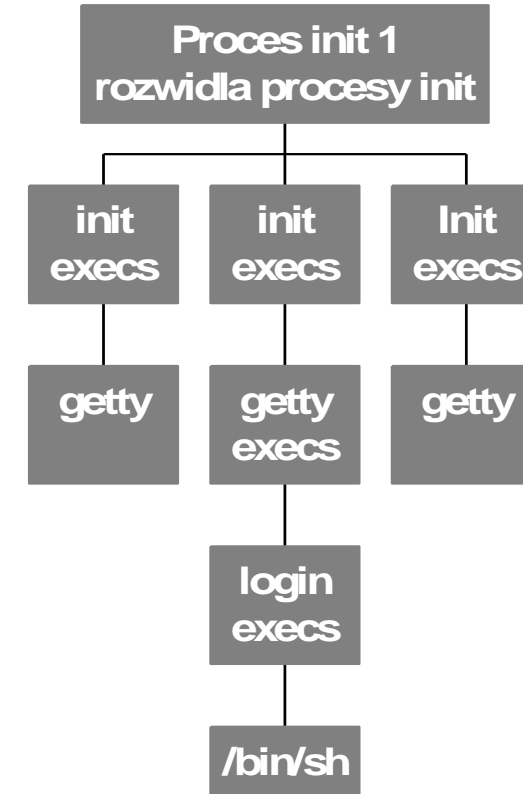 Proces init 1
rozwidla procesy init
init
execs
init
execs
Init
execs
getty
getty
execs
getty
login
execs
/bin/sh